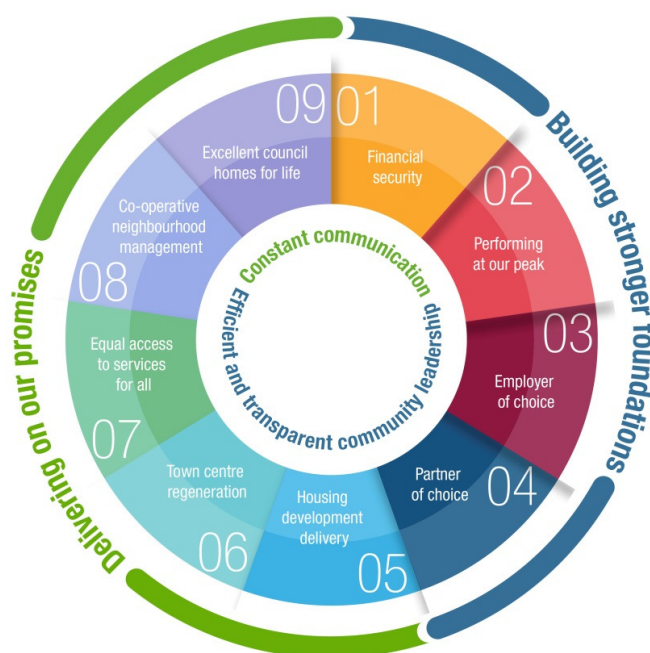 Building stronger foundations
Delivering on our promises
01
Financial
security
02
Performing
at our peak
03
Employer
of choice
04
Partner
of choice
05
Housing
development
delivery
06
Town centre
regeneration
07
Equal access
to services
for all
08
Co-operative
neighbourhood
management
09
Excellent council
homes for life
Constant communication
Efficient and transparent community leadership